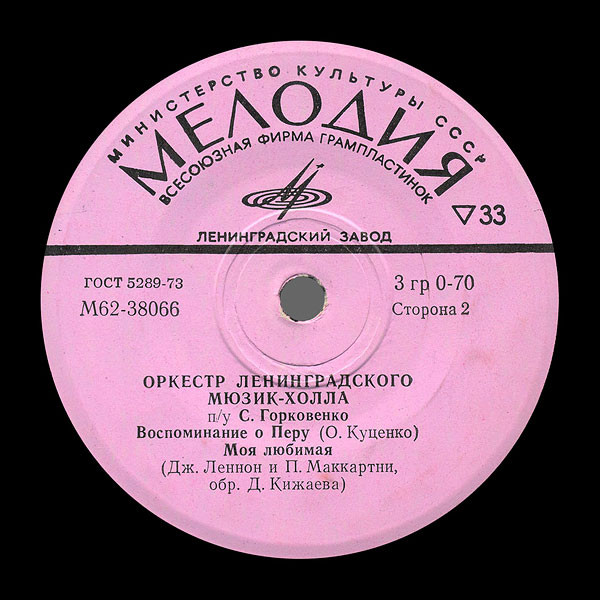 МИНИСТЕРСТВО КУЛЬТУРЫ СССР
МЕЛОДИЯ
ВСЕСОЮЗНАЯ ФИРМА ГРАМПЛАСТИНОК
▽33
ЛЕНИНГРАДСКИЙ ЗАВОД
ГОСТ 5289-73
3 гр 0-70
М62-38066
Сторона 2
ОРКЕСТР ЛЕНИНГРАДСКОГО
МЮЗИК-ХОЛЛА
п/у С. Горковенко
Воспоминание о Перу (О. Куценко)
Моя любимая
(Дж. Леннон и П. Маккартни,
обр. Д. Кижаева)